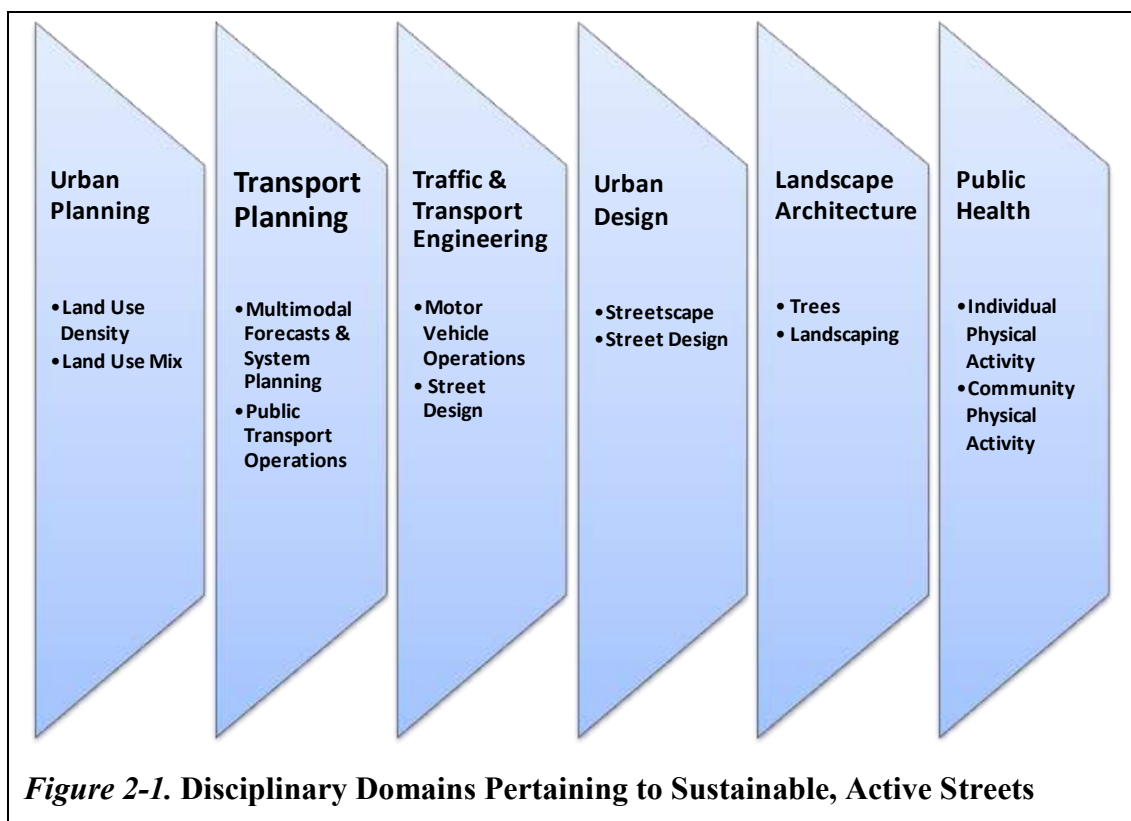 Urban
Planning
•Land Use
Density
•Land Use Mix
Transport
Planning
•Multimodal
Forecasts &
System
Planning
•Public
Transport
Operations
Traffic &
Transport
Engineering
•Motor
Vehicle
Operations
• Street
Design
Urban
Design
•Streetscape
•Street Design
Landscape
Architecture
• Trees
• Landscaping
Public
Health
•Individual
Physical
Activity
•Community
Physical
Activity
Figure 2-1. Disciplinary Domains Pertaining to Sustainable, Active Streets